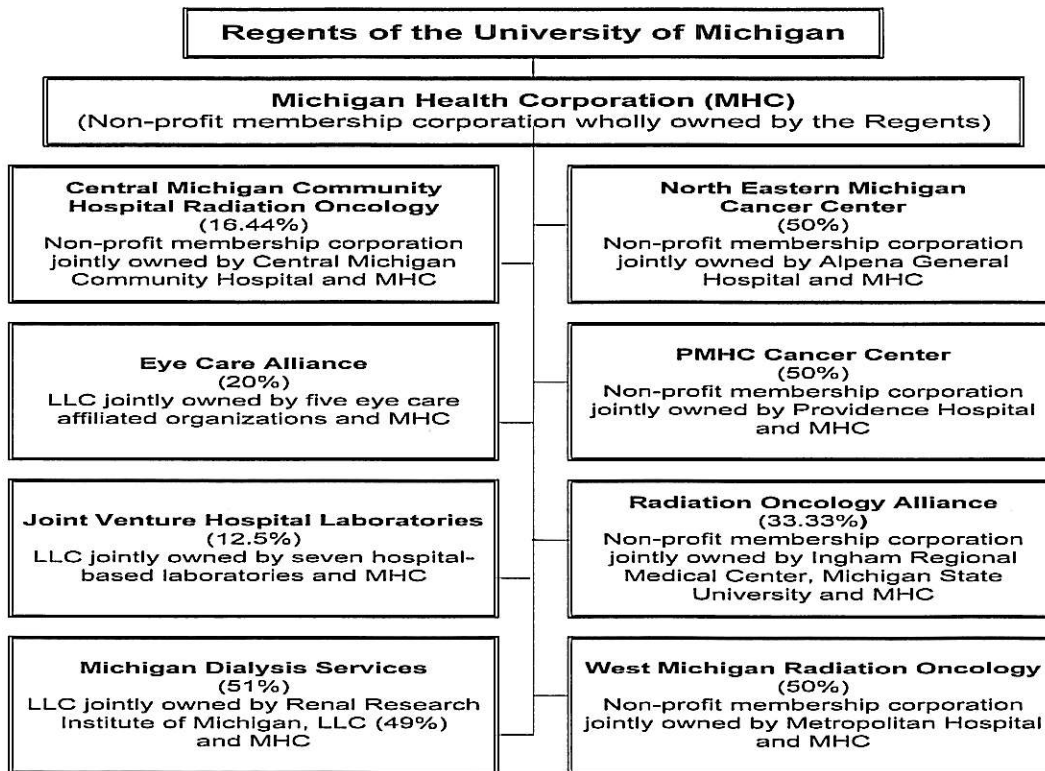 Regents of the University of Michigan
Michigan Health Corporation (MHC)
(Non-profit membership corporation wholly owned by the Regents)
Central Michigan Community
Hospital Radiation Oncology
(16.44%)
Non-profit membership corporation
jointly owned by Central Michigan
Community Hospital and MHC
North Eastern Michigan
Cancer Center
(50%)
Non-profit membership corporation
jointly owned by Alpena General
Hospital and MHC
Eye Care Alliance
(20%)
LLC jointly owned by five eye care
affiliated organizations and MHC
PMHC Cancer Center
(50%)
Non-profit membership corporation
jointly owned by Providence Hospital
and MHC
Joint Venture Hospital Laboratories
(12.5%)
LLC jointly owned by seven hospital-
based laboratories and MHC
Radiation Oncology Alliance
(33.33%)
Non-profit membership corporation
jointly owned by Ingham Regional
Medical Center, Michigan State
University and MHC
Michigan Dialysis Services
(51%)
LLC jointly owned by Renal Research
Institute of Michigan, LLC (49%)
and MHC
West Michigan Radiation Oncology
(50%)
Non-profit membership corporation
jointly owned by Metropolitan Hospital
and MHC